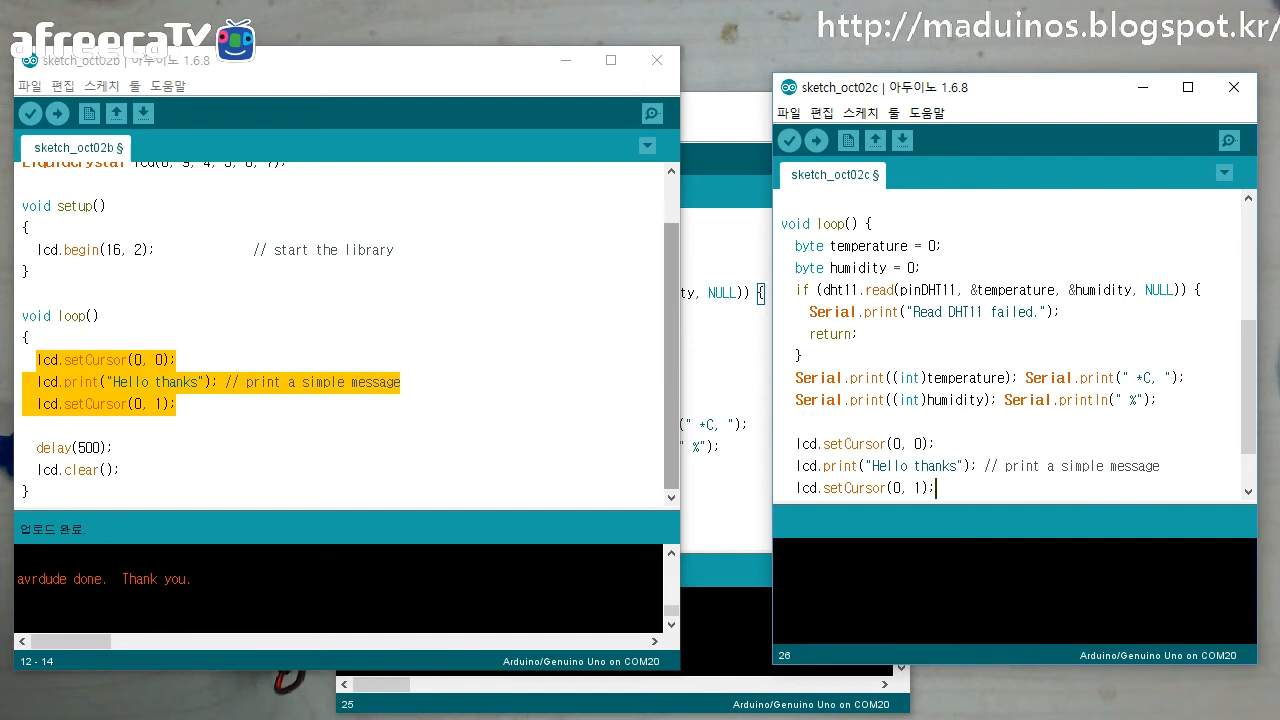 afreecaTV
http://maduinos.blogspot.kr/
sketch_oct02b | 아두이노 1.6.8
파일 편집 스케치 툴 도움말
sketch_oct02b §
LiquidCrystal lcd(8, 9, 4, 5, 6, 7);
void setup()
{
lcd.begin(16, 2); // start the library
}
void loop()
{
lcd.setCursor(0, 0);
lcd.print("Hello thanks"); // print a simple message
lcd.setCursor(0, 1);
delay(500);
lcd.clear();
}
업로드 완료.
avrdude done. Thank you.
12 - 14
Arduino/Genuino Uno on COM20
ty, NULL)) {
(" *C, ");
" %");
25
Arduino/Genuino Uno on COM20
sketch_oct02c | 아두이노 1.6.8
파일 편집 스케치 툴 도움말
sketch_oct02c §
void loop() {
byte temperature = 0;
byte humidity = 0;
if (dht11.read(pinDHT11, &temperature, &humidity, NULL)) {
Serial.print("Read DHT11 failed.");
return;
}
Serial.print((int)temperature); Serial.print(" *C, ");
Serial.print((int)humidity); Serial.println(" %");
lcd.setCursor(0, 0);
lcd.print("Hello thanks"); // print a simple message
lcd.setCursor(0, 1);
26
Arduino/Genuino Uno on COM20